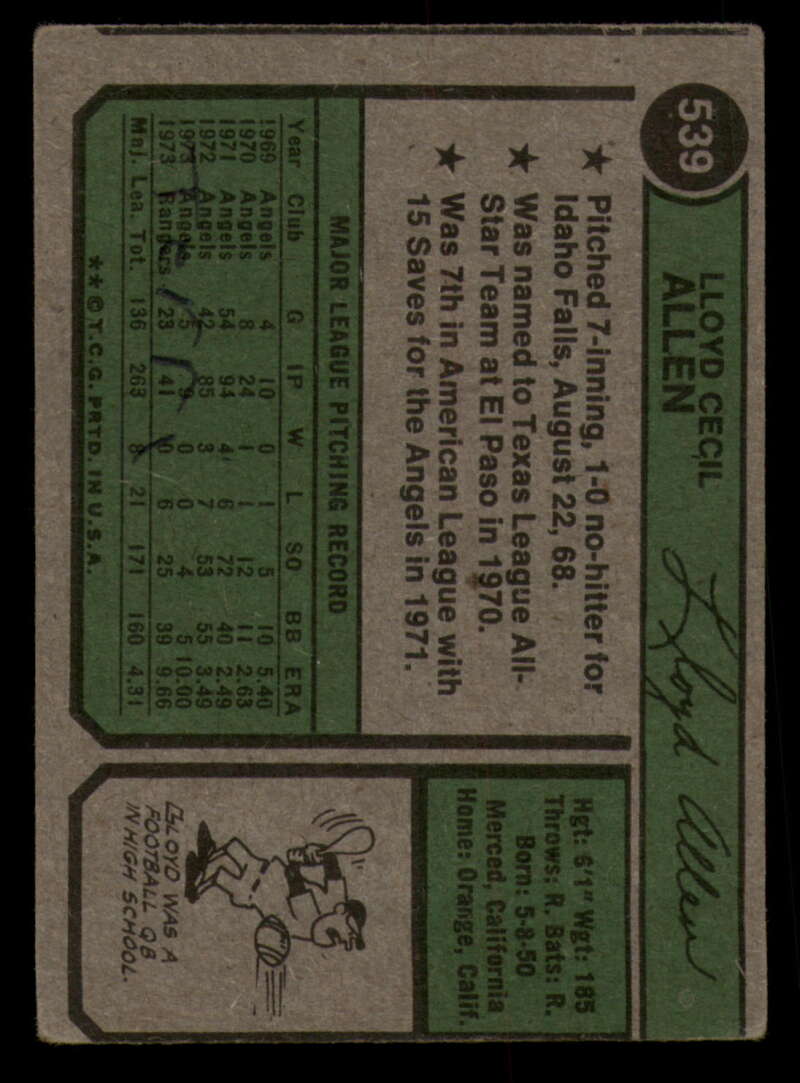 539
LLOYD CECIL
ALLEN
Lloyd Allen
★ Pitched 7-inning, 1-0 no-hitter for
Idaho Falls, August 22, 68.
★ Was named to Texas League All-
Star Team at El Paso in 1970.
★ Was 7th in American League with
15 Saves for the Angels in 1971.
Hgt: 6'1" Wgt: 185
Throws: R. Bats: R.
Born: 5-8-50
Merced, California
Home: Orange, Calif.
MAJOR LEAGUE PITCHING RECORD
Year Club G IP W L SO BB ERA
1969 Angels 4 10 0 1 5 10 5.40
1970 Angels 8 24 1 1 12 11 2.63
1971 Angels 54 94 4 6 72 40 2.49
1972 Angels 42 85 3 7 53 55 3.49
1973 Angels 5 9 0 0 4 5 10.00
1973 Rangers 23 41 0 6 25 39 9.66
Maj. Lea. Tot. 136 263 8 21 171 160 4.31
**©T.C.G. PRTD. IN U.S.A.
LLOYD WAS A
FOOTBALL QB
IN HIGH SCHOOL.